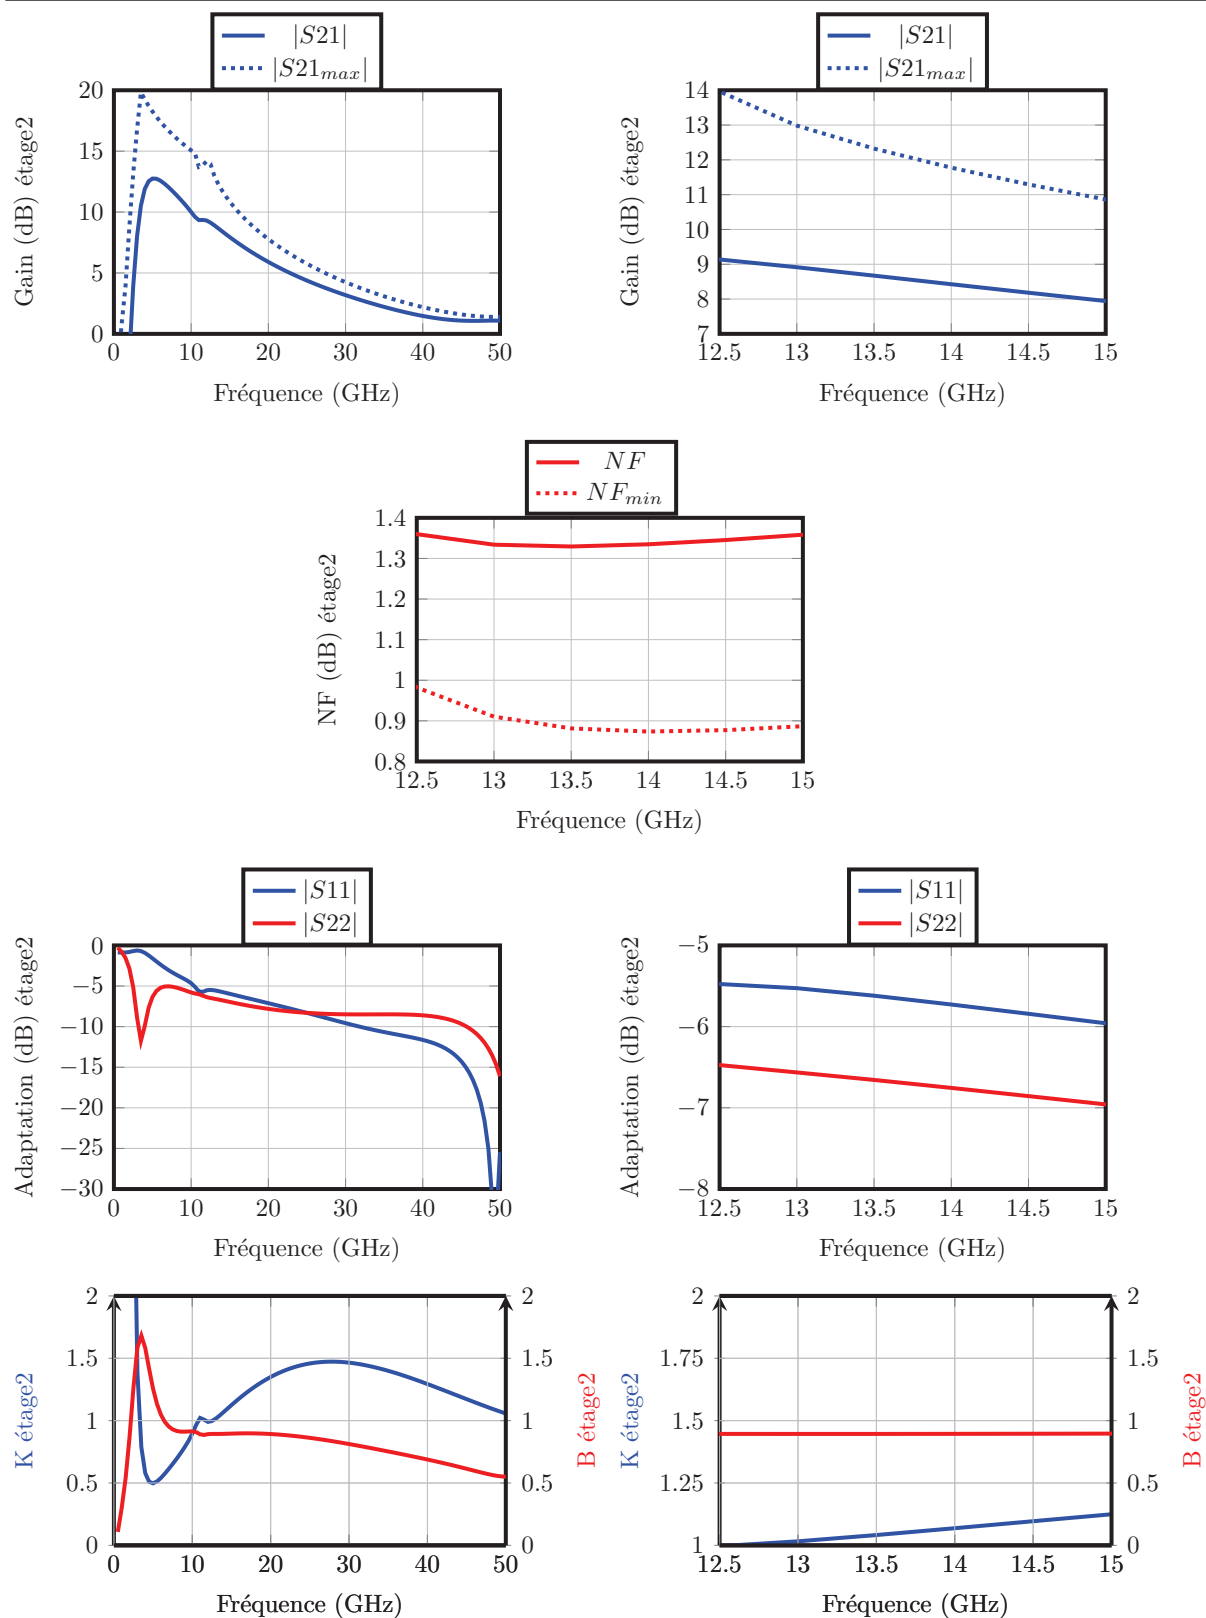 |S21|
|S21max|
20
15
10
5
0
0 10 20 30 40 50
Fréquence (GHz)
Gain (dB) étage2
|S21|
|S21max|
14
13
12
11
10
9
8
7
12.5 13 13.5 14 14.5 15
Fréquence (GHz)
Gain (dB) étage2
NF
NFmin
1.4
1.3
1.2
1.1
1
0.9
0.8
12.5 13 13.5 14 14.5 15
Fréquence (GHz)
NF (dB) étage2
|S11|
|S22|
0
−5
−10
−15
−20
−25
−30
0 10 20 30 40 50
Fréquence (GHz)
Adaptation (dB) étage2
|S11|
|S22|
−5
−6
−7
−8
12.5 13 13.5 14 14.5 15
Fréquence (GHz)
Adaptation (dB) étage2
2
1.5
1
0.5
0
0 10 20 30 40 50
Fréquence (GHz)
K étage2
2
1.5
1
0.5
0
B étage2
2
1.75
1.5
1.25
1
12.5 13 13.5 14 14.5 15
Fréquence (GHz)
K étage2
2
1.5
1
0.5
0
B étage2